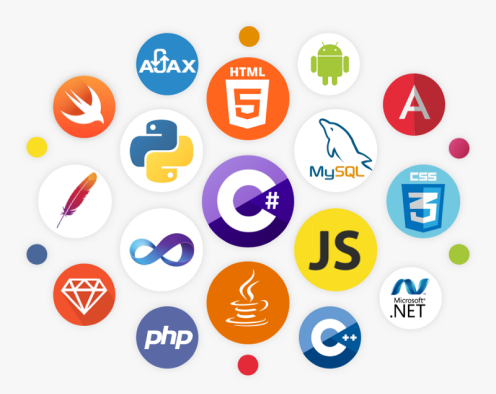 AJAX
HTML
5
A
MySQL
C#
CSS
3
JS
Microsoft®
.NET
php
C++